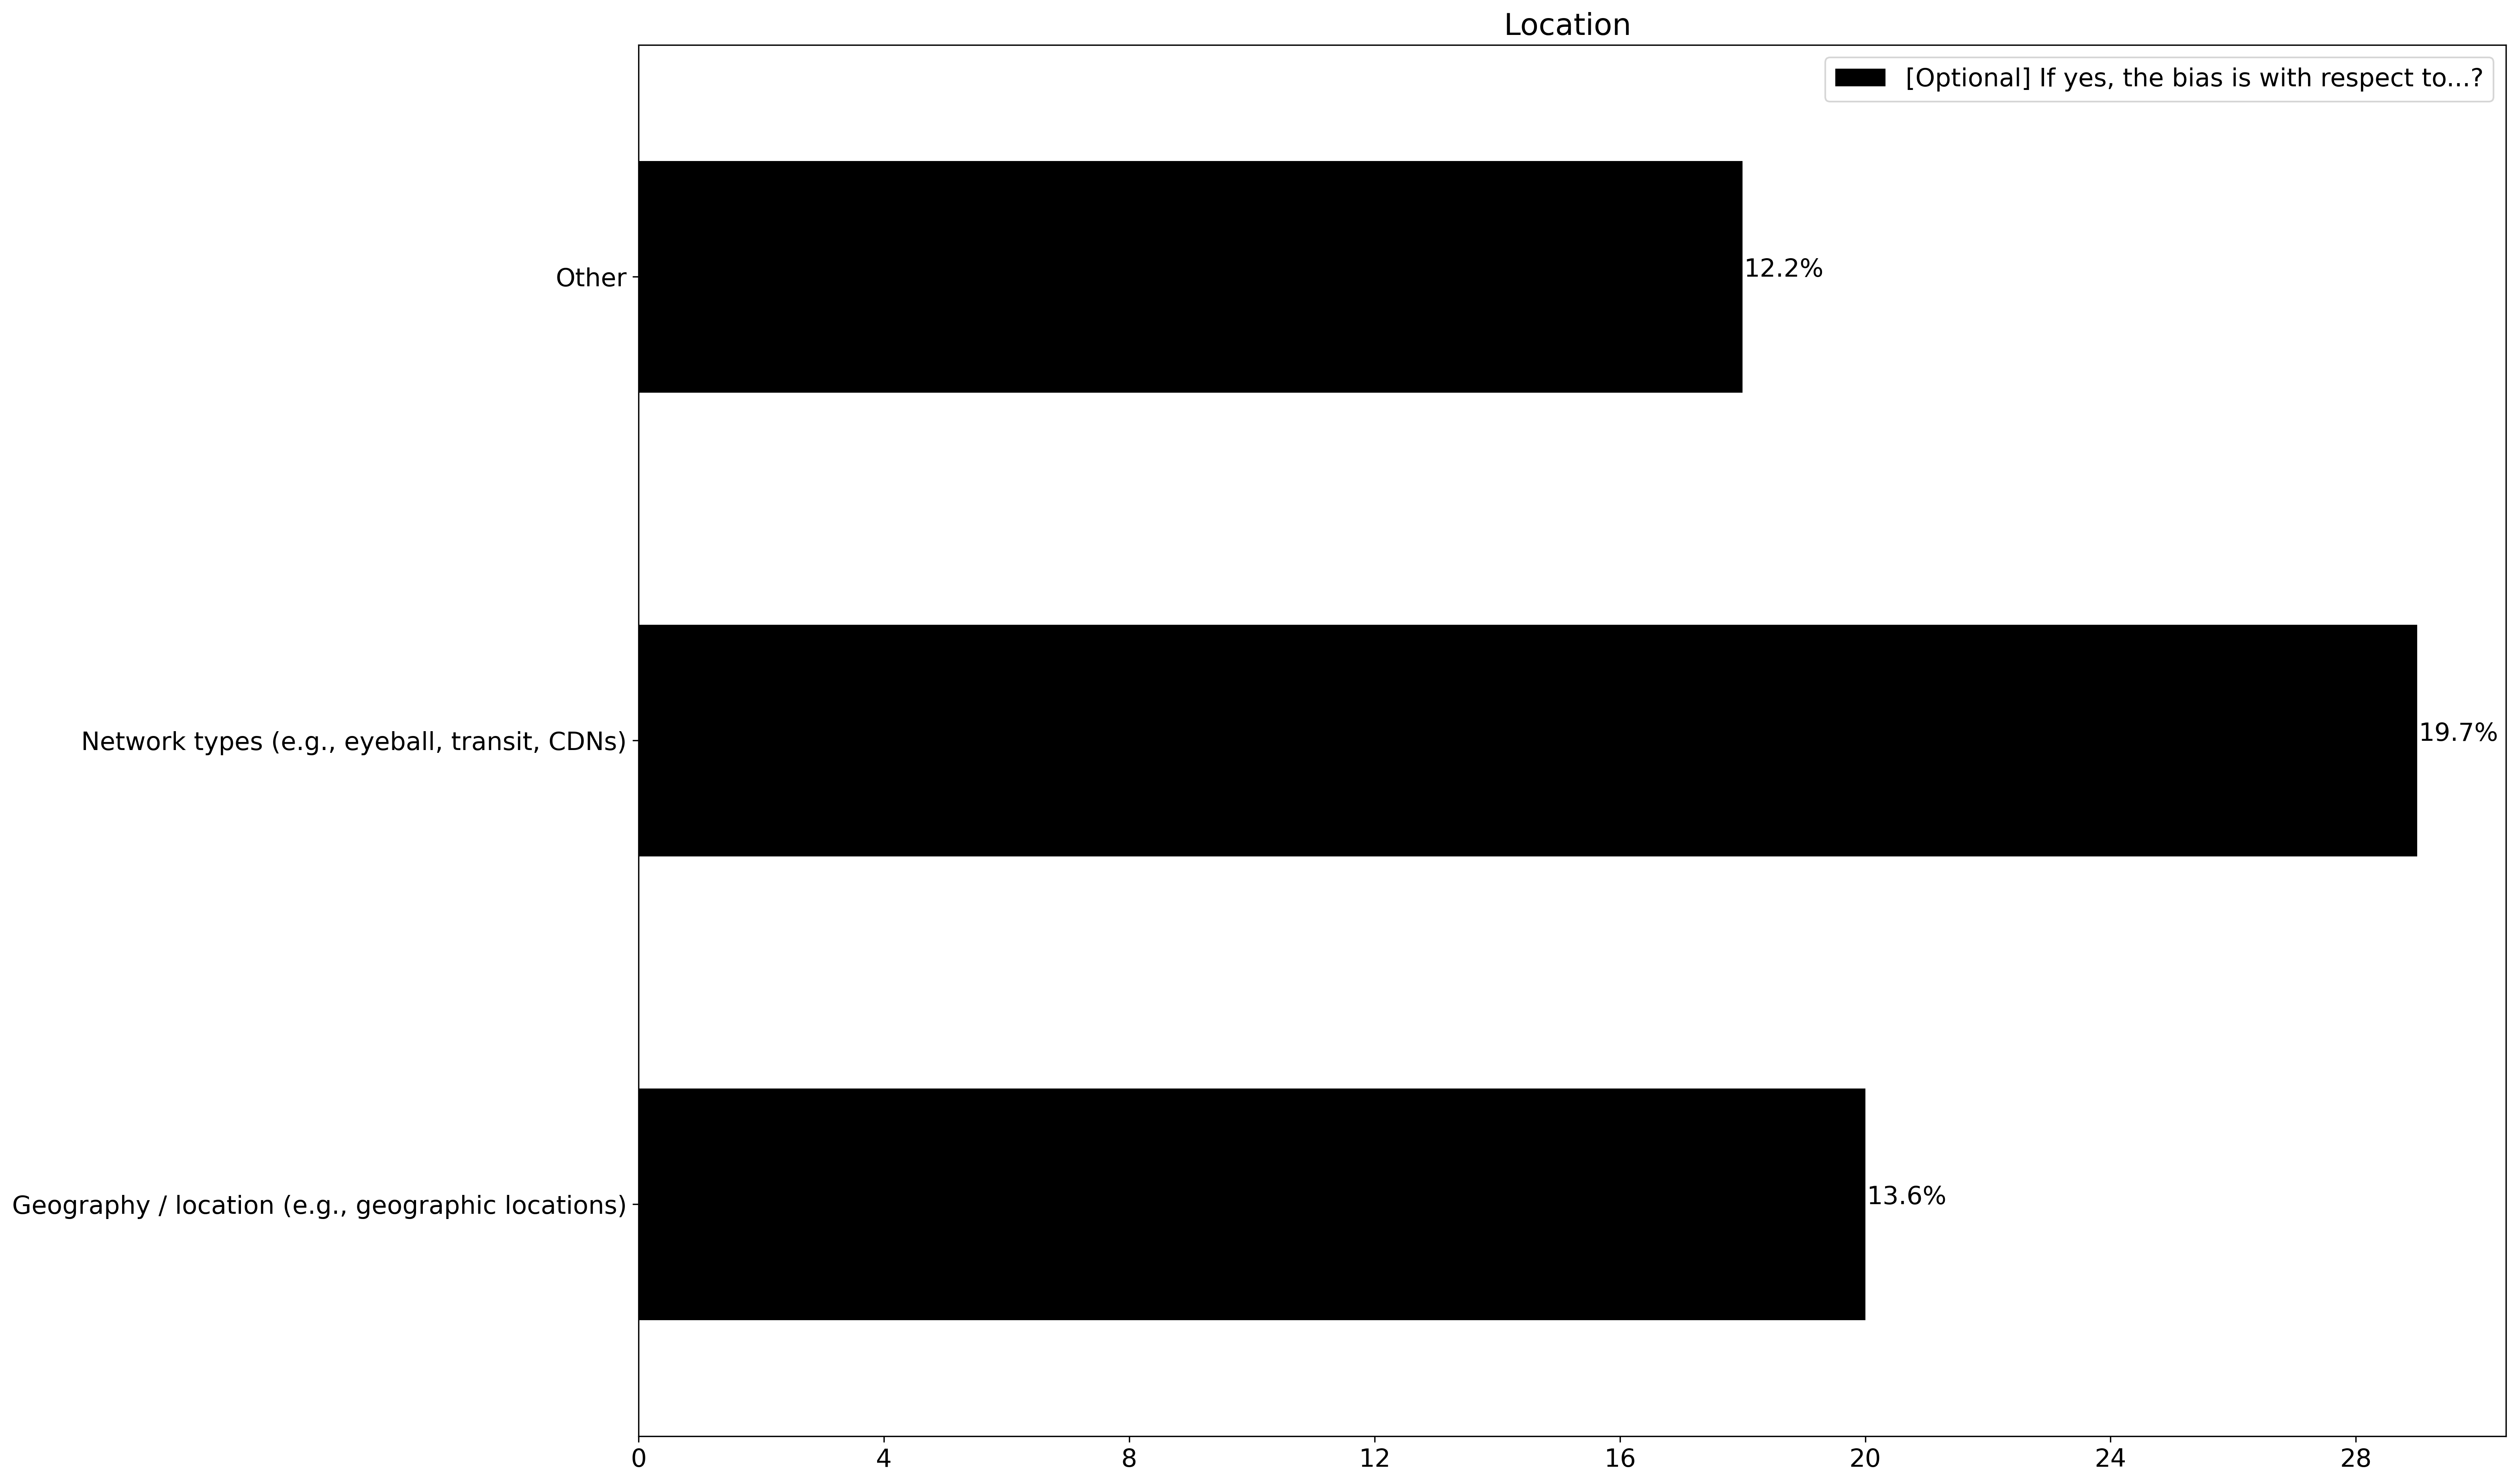 Location
[Optional] If yes, the bias is with respect to...?
Other
12.2%
Network types (e.g., eyeball, transit, CDNs)
19.7%
Geography / location (e.g., geographic locations)
13.6%
0 4 8 12 16 20 24 28